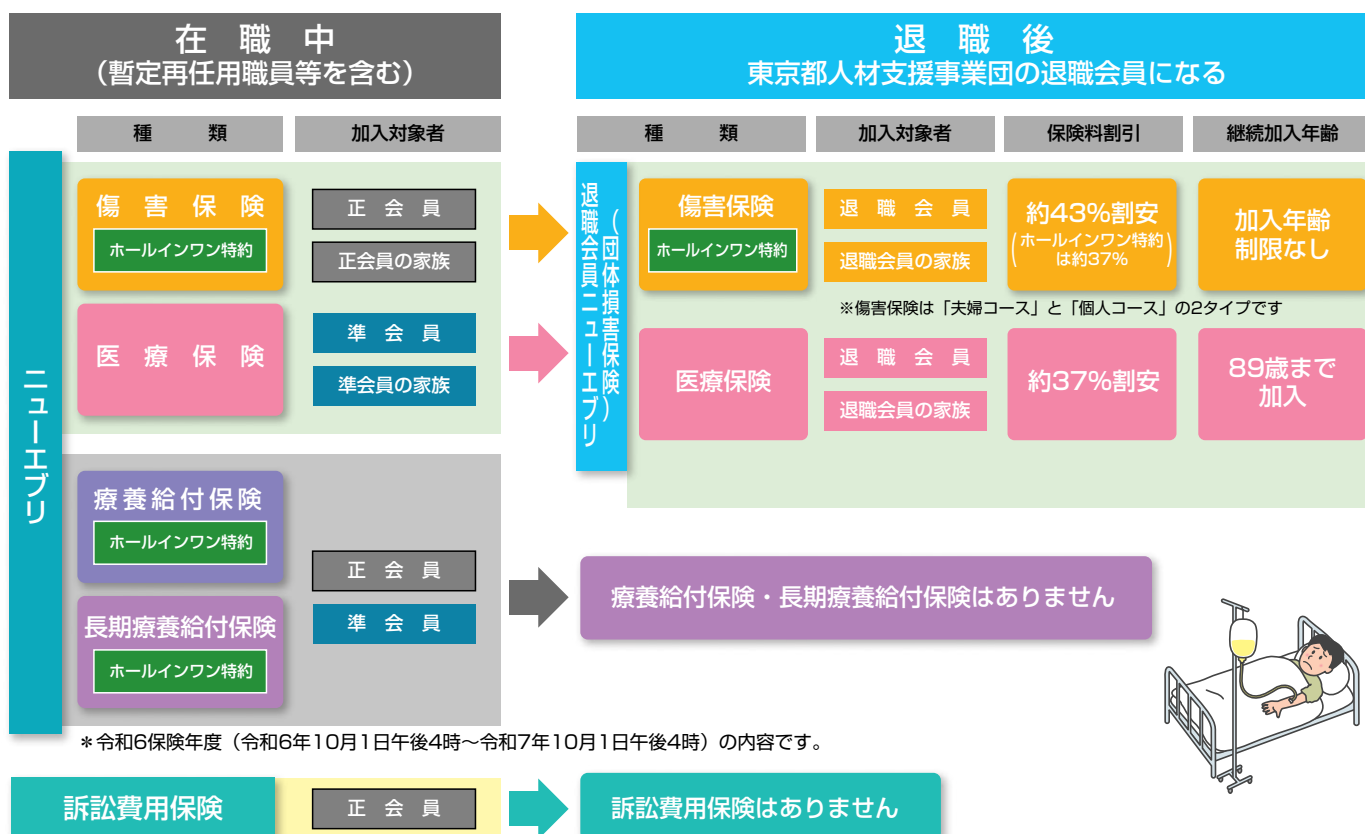 在 職 中
（暫定再任用職員等を含む）
退 職 後
東京都人材支援事業団の退職会員になる
種 類
加入対象者
種 類
加入対象者
保険料割引
継続加入年齢
ニューエブリ
傷 害 保 険
ホールインワン特約
正 会 員
正会員の家族
医 療 保 険
準 会 員
準会員の家族
退職会員ニューエブリ
（団体損害保険）
傷害保険
ホールインワン特約
退 職 会 員
退職会員の家族
約43%割安
（ホールインワン特約
は約37%）
加入年齢
制限なし
※傷害保険は「夫婦コース」と「個人コース」の2タイプです
医療保険
退 職 会 員
退職会員の家族
約37%割安
89歳まで
加入
療養給付保険
ホールインワン特約
長期療養給付保険
ホールインワン特約
正 会 員
準 会 員
療養給付保険・長期療養給付保険はありません
＊令和6保険年度（令和6年10月1日午後4時～令和7年10月1日午後4時）の内容です。
訴訟費用保険
正 会 員
訴訟費用保険はありません